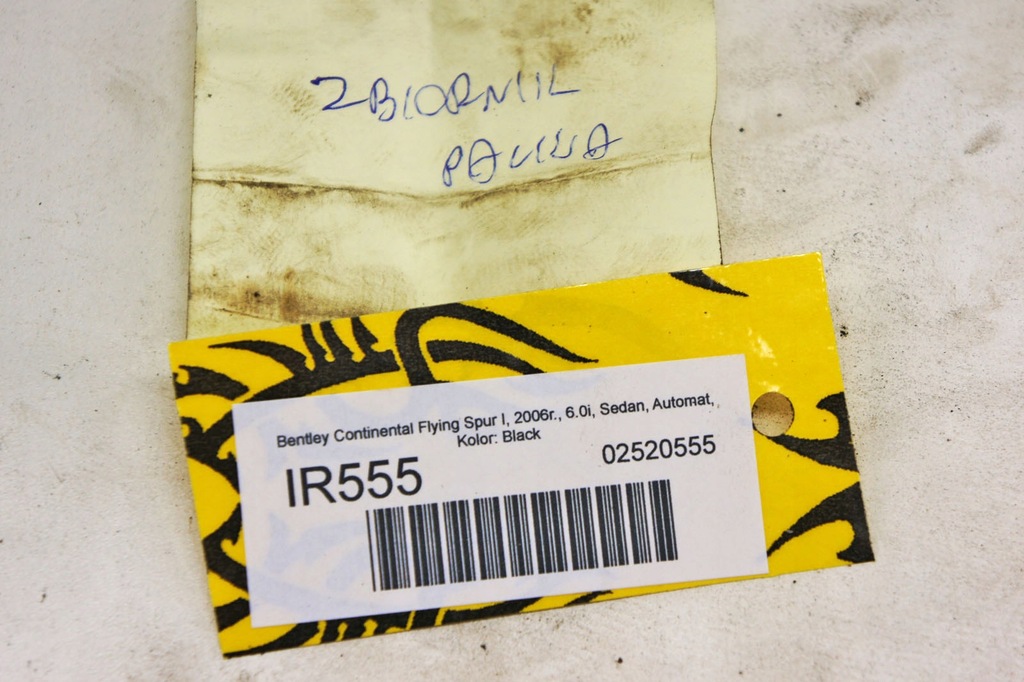 ZBIORNIK
PALIWA
Bentley Continental Flying Spur I, 2006r., 6.0i, Sedan, Automat,
Kolor: Black
IR555
02520555